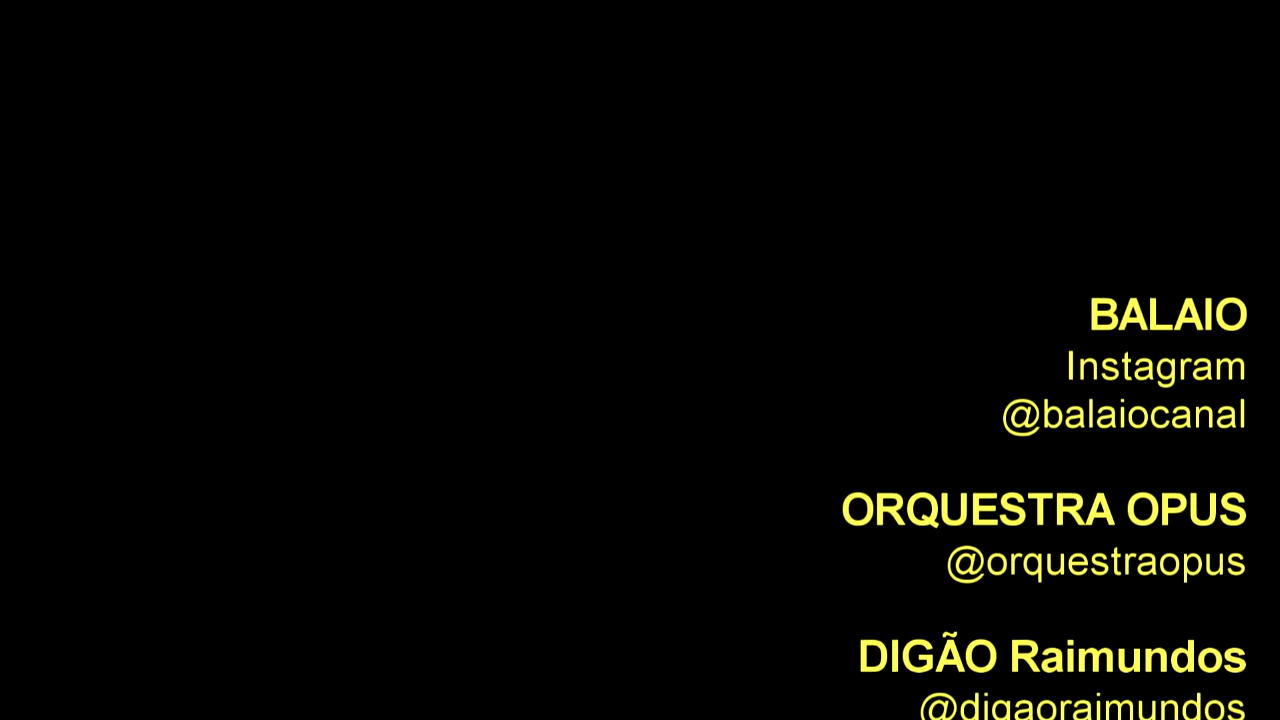 BALAIO
Instagram
@balaiocanal
ORQUESTRA OPUS
@orquestraopus
DIGÃO Raimundos
@digaoraimundos